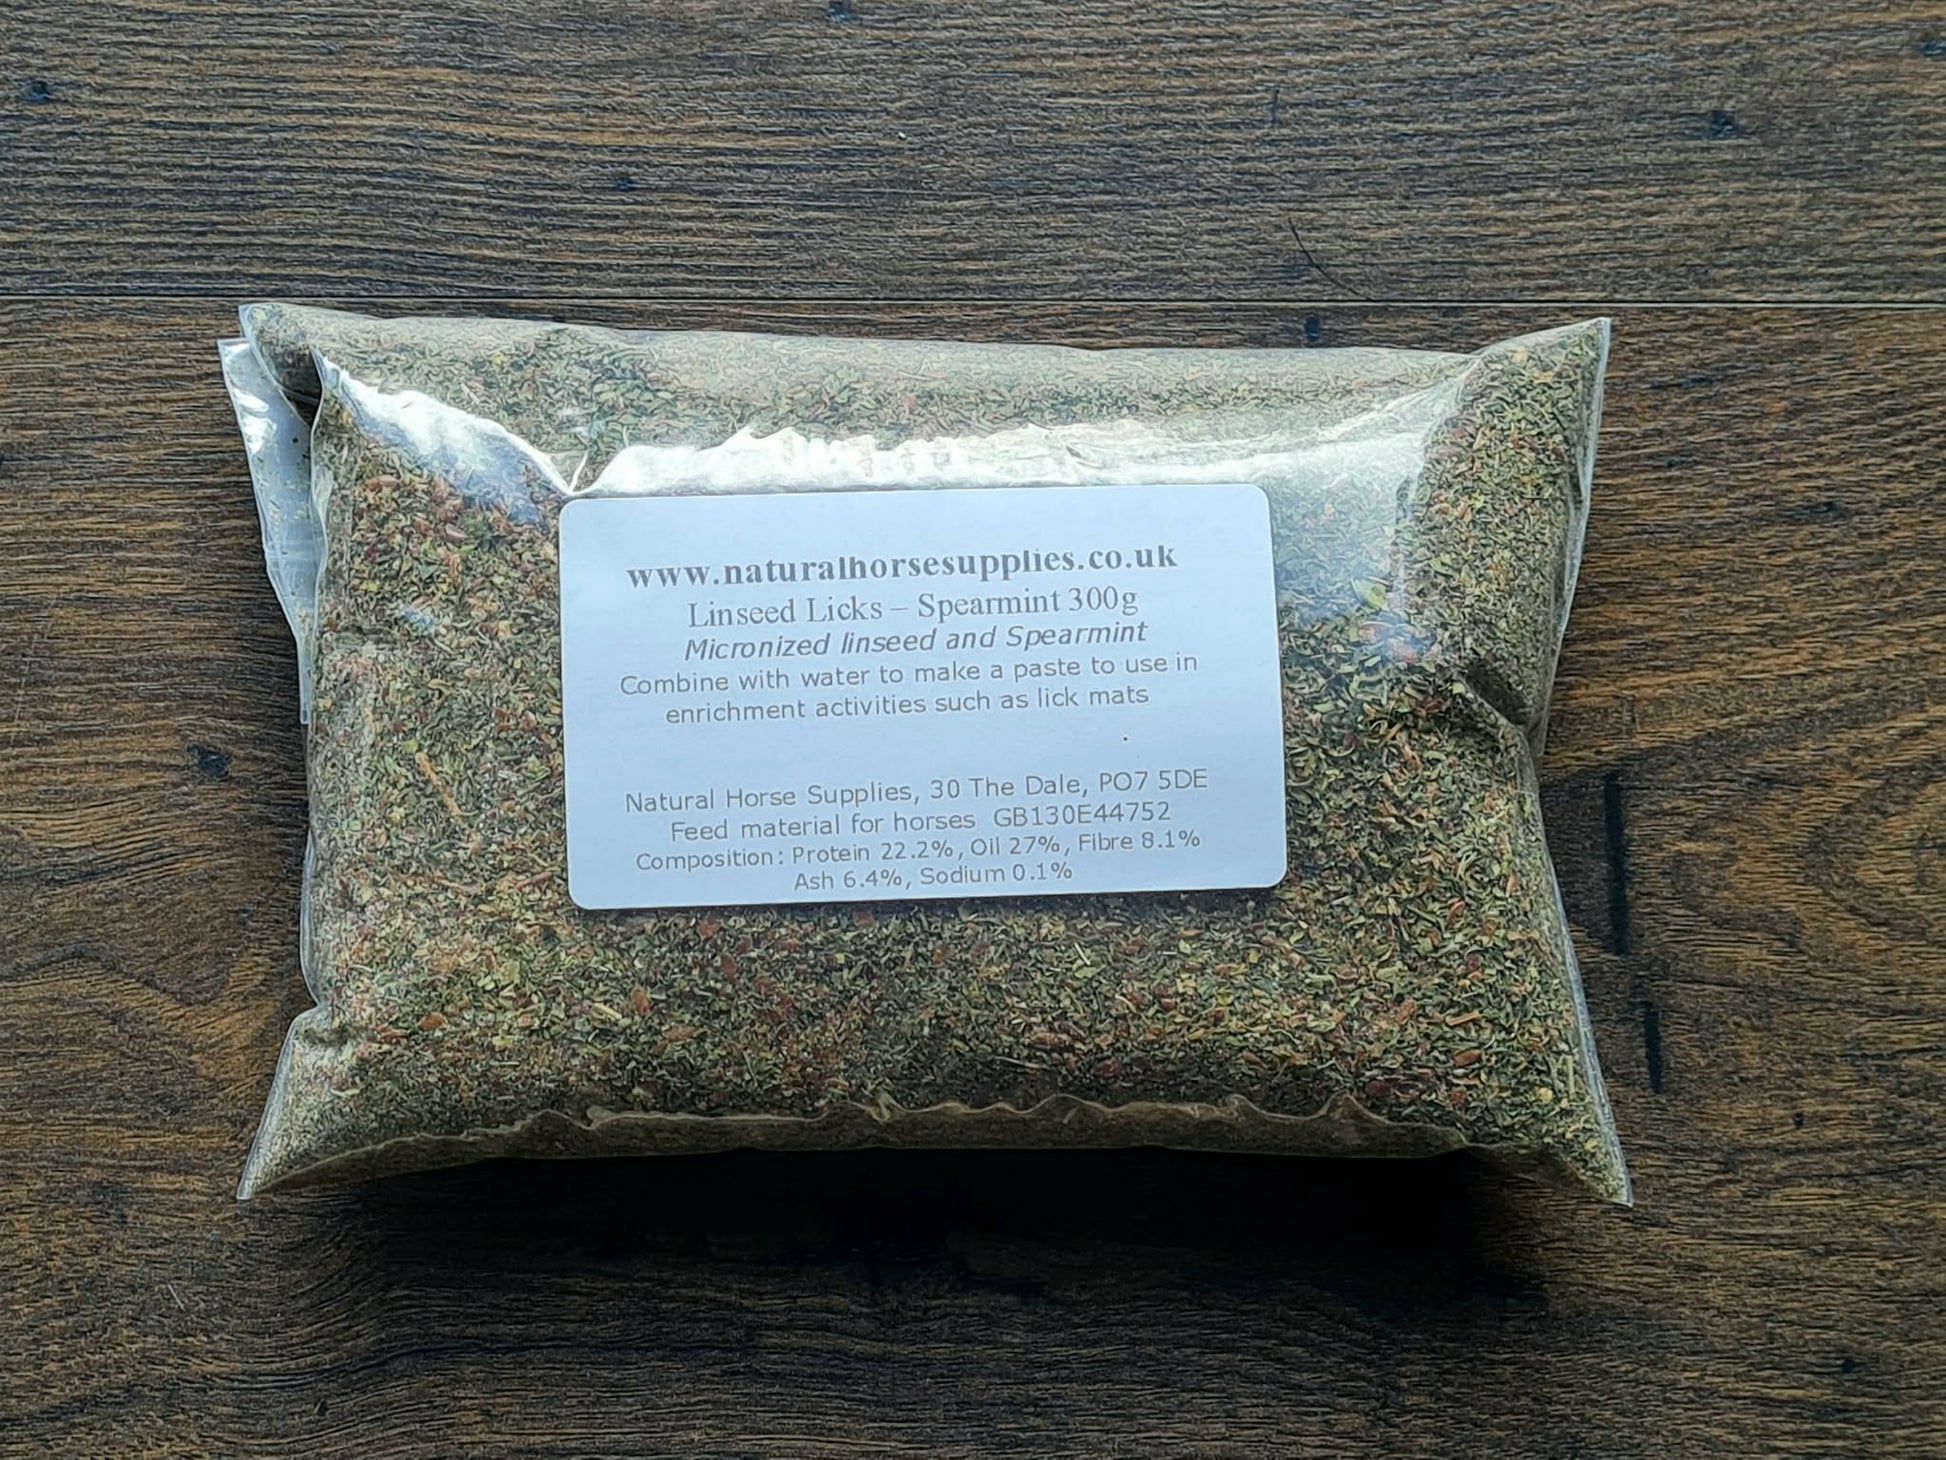 www.naturalhorsesupplies.co.uk
Linseed Licks – Spearmint 300g
Micronized linseed and Spearmint
Combine with water to make a paste to use in
enrichment activities such as lick mats
Natural Horse Supplies, 30 The Dale, PO7 5DE
Feed material for horses GB130E44752
Composition: Protein 22.2%, Oil 27%, Fibre 8.1%
Ash 6.4%, Sodium 0.1%